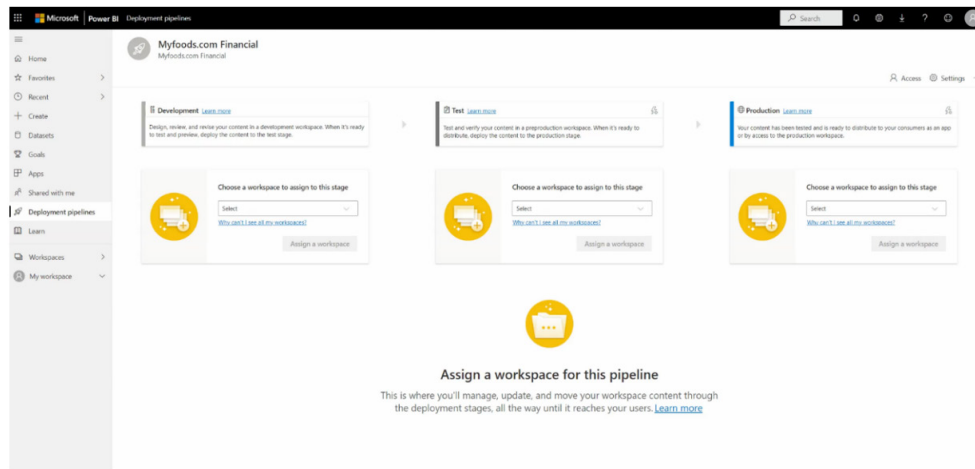 Microsoft Power BI Deployment pipelines Search ?
Myfoods.com Financial
Myfoods.com Financial
Home
Favorites
Recent
Create
Datasets
Goals
Apps
Shared with me
Deployment pipelines
Learn
Workspaces
My workspace
Access Settings
Development Learn more
Design, review, and revise your content in a development workspace. When it's ready
to test and preview, deploy the content to the test stage.
Test Learn more
Test and verify your content in a preproduction workspace. When it's ready to
distribute, deploy the content to the production stage.
Production Learn more
Your content has been tested and is ready to distribute to your consumers as an app
or by access to the production workspace.
Choose a workspace to assign to this stage
Select
Why can't I see all my workspaces?
Assign a workspace
Choose a workspace to assign to this stage
Select
Why can't I see all my workspaces?
Assign a workspace
Choose a workspace to assign to this stage
Select
Why can't I see all my workspaces?
Assign a workspace
Assign a workspace for this pipeline
This is where you'll manage, update, and move your workspace content through
the deployment stages, all the way until it reaches your users. Learn more